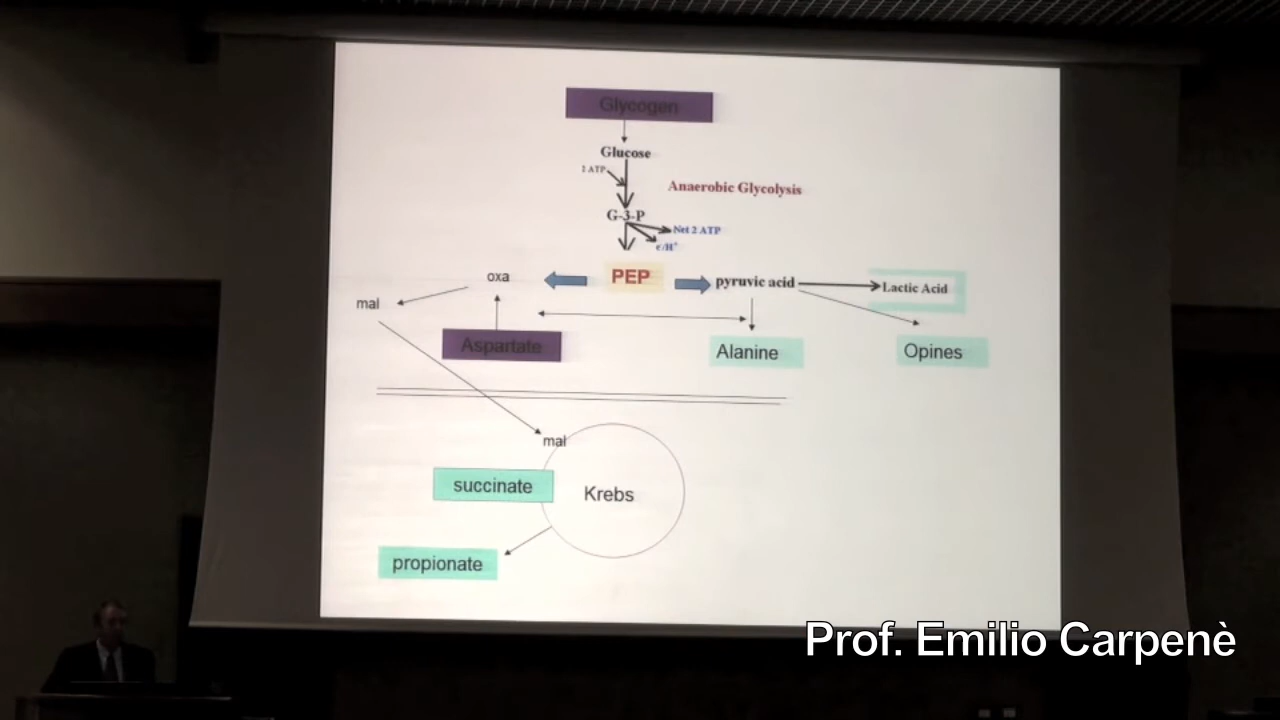 Glycogen
Glucose
2 ATP
Anaerobic Glycolysis
G-3-P
Net 2 ATP
e⁻/H⁺
oxa
PEP
pyruvic acid
Lactic Acid
mal
Aspartate
Alanine
Opines
mal
succinate
Krebs
propionate
Prof. Emilio Carpenè